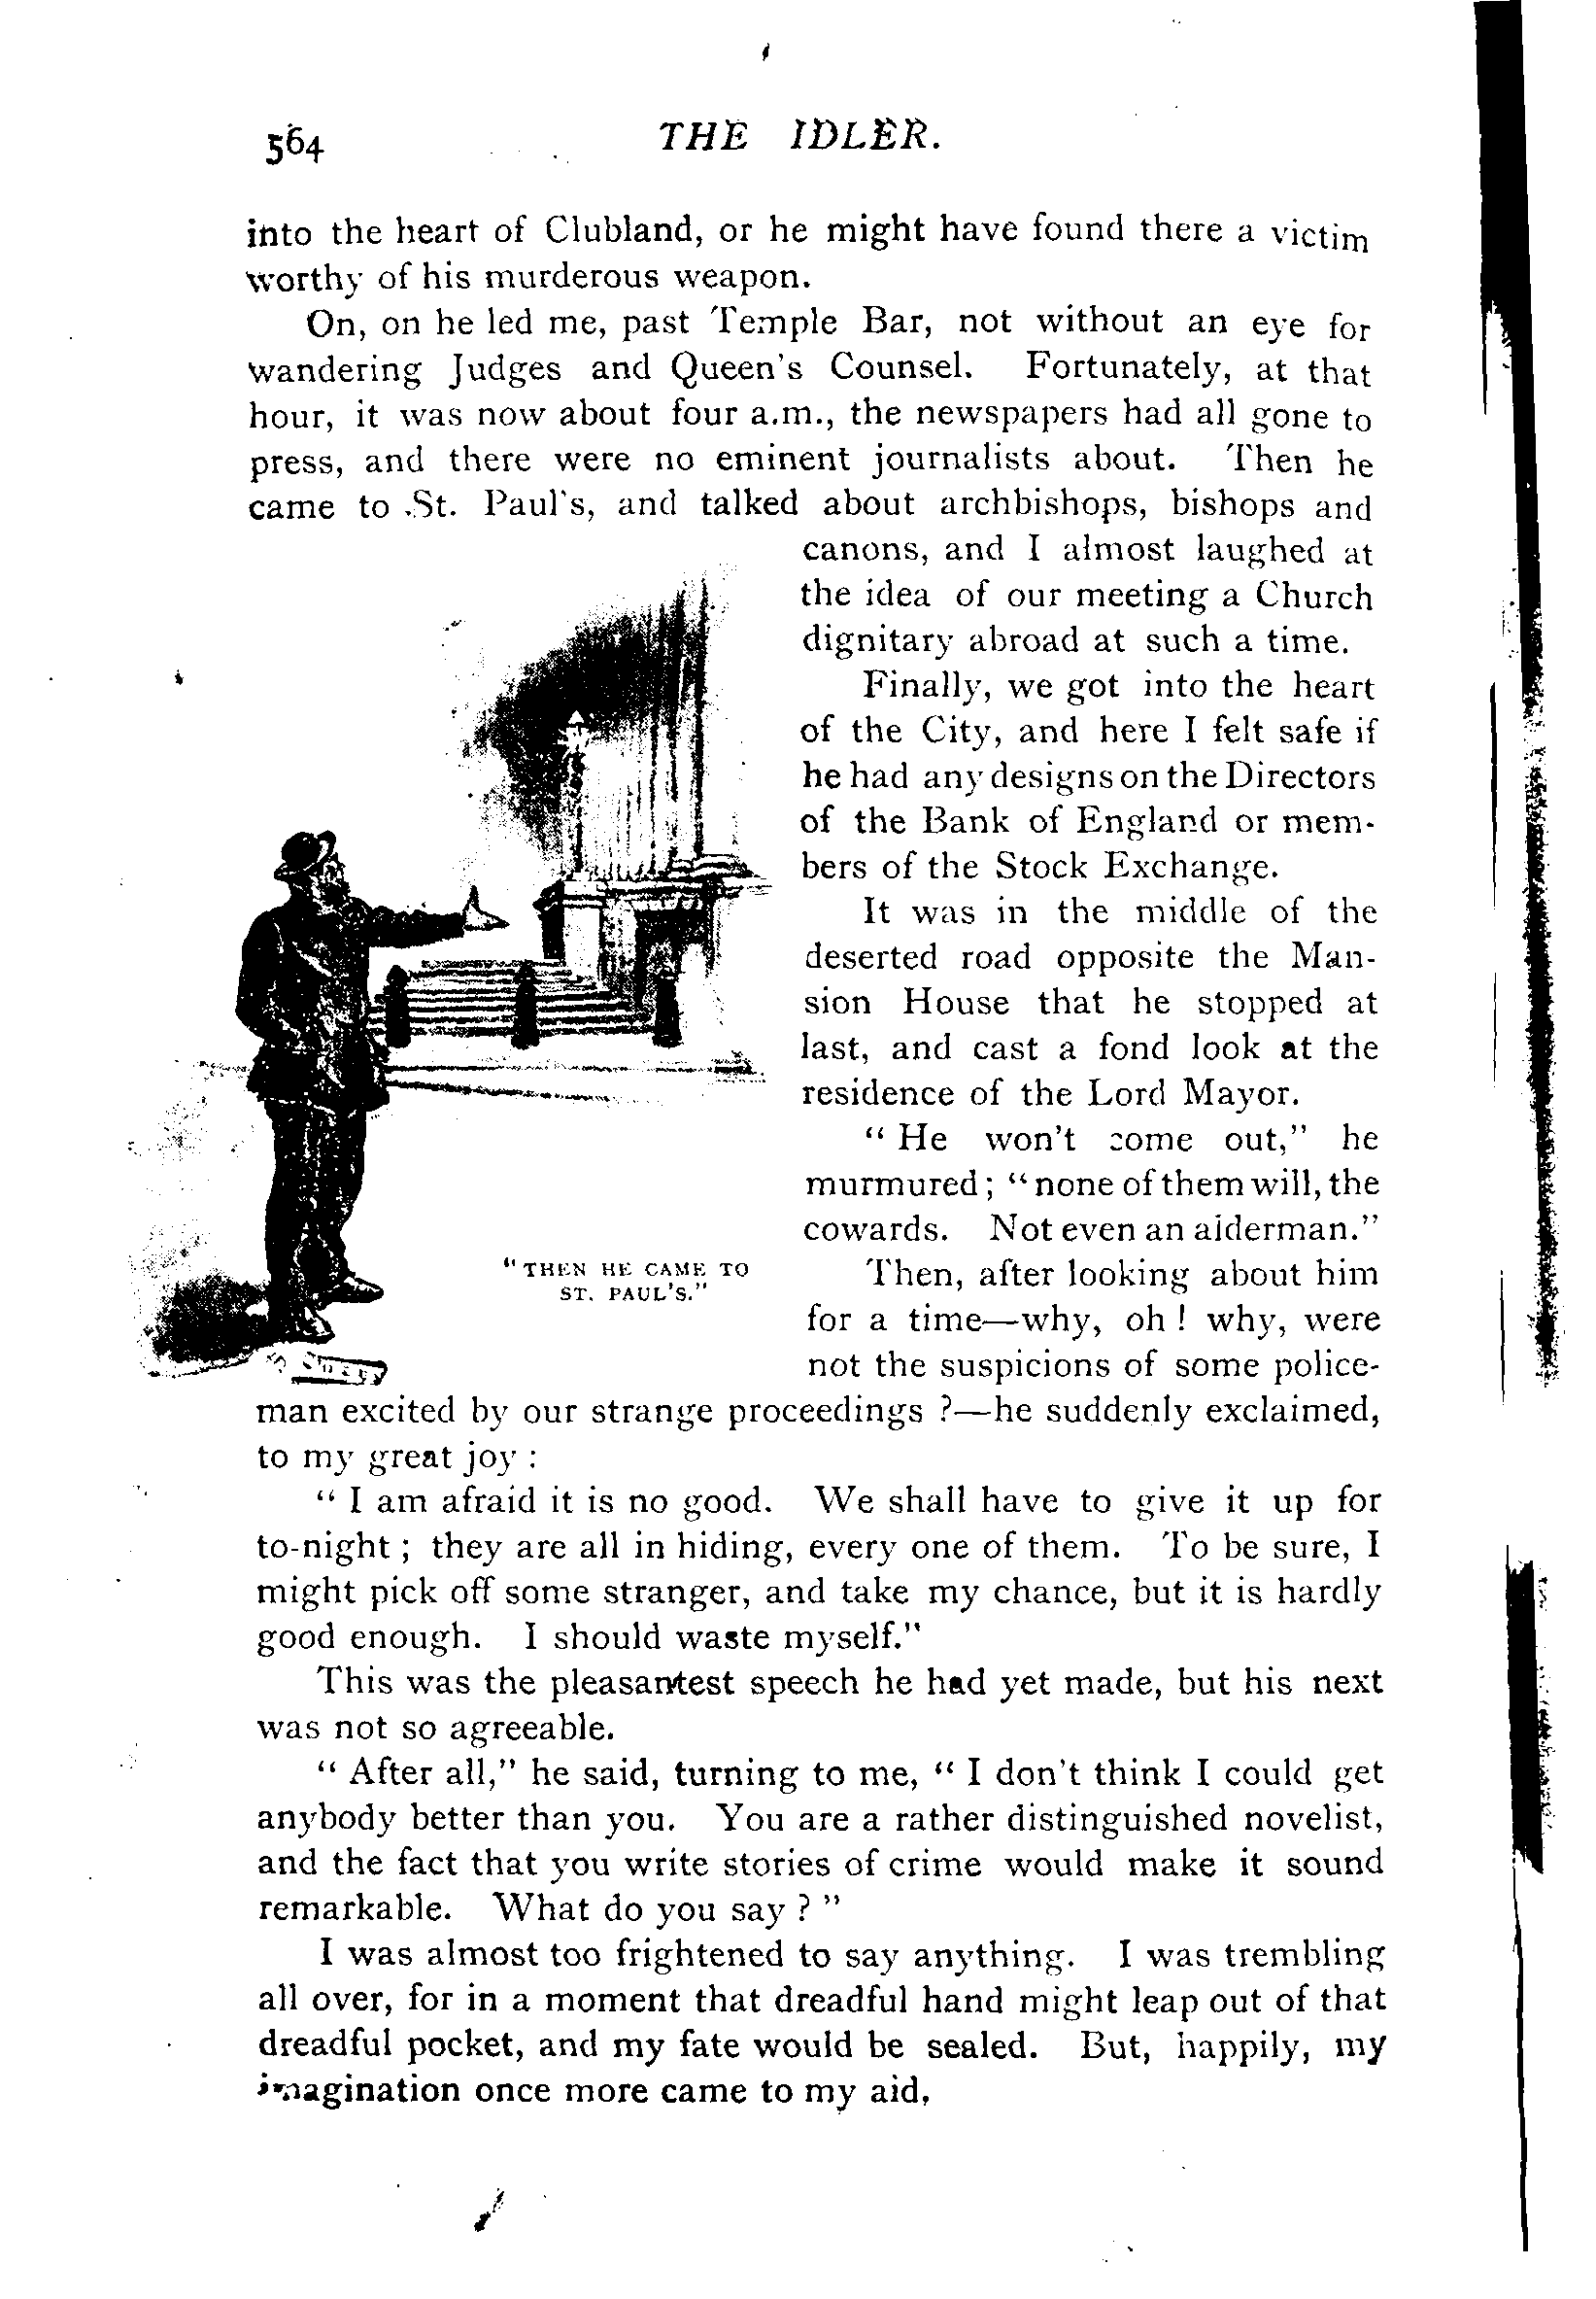 564 THE IDLER.
into the heart of Clubland, or he might have found there a victim
worthy of his murderous weapon.
On, on he led me, past Temple Bar, not without an eye for
wandering Judges and Queen's Counsel. Fortunately, at that
hour, it was now about four a.m., the newspapers had all gone to
press, and there were no eminent journalists about. Then he
came to St. Paul's, and talked about archbishops, bishops and
canons, and I almost laughed at
the idea of our meeting a Church
dignitary abroad at such a time.
Finally, we got into the heart
of the City, and here I felt safe if
he had any designs on the Directors
of the Bank of England or mem-
bers of the Stock Exchange.
It was in the middle of the
deserted road opposite the Man-
sion House that he stopped at
last, and cast a fond look at the
residence of the Lord Mayor.
"He won't come out," he
murmured; "none of them will, the
cowards. Not even an alderman."
"THEN HE CAME TO
ST. PAUL'S."
Then, after looking about him
for a time—why, oh! why, were
not the suspicions of some police-
man excited by our strange proceedings?—he suddenly exclaimed,
to my great joy:
"I am afraid it is no good. We shall have to give it up for
to-night; they are all in hiding, every one of them. To be sure, I
might pick off some stranger, and take my chance, but it is hardly
good enough. I should waste myself."
This was the pleasantest speech he had yet made, but his next
was not so agreeable.
"After all," he said, turning to me, "I don't think I could get
anybody better than you. You are a rather distinguished novelist,
and the fact that you write stories of crime would make it sound
remarkable. What do you say?"
I was almost too frightened to say anything. I was trembling
all over, for in a moment that dreadful hand might leap out of that
dreadful pocket, and my fate would be sealed. But, happily, my
imagination once more came to my aid,